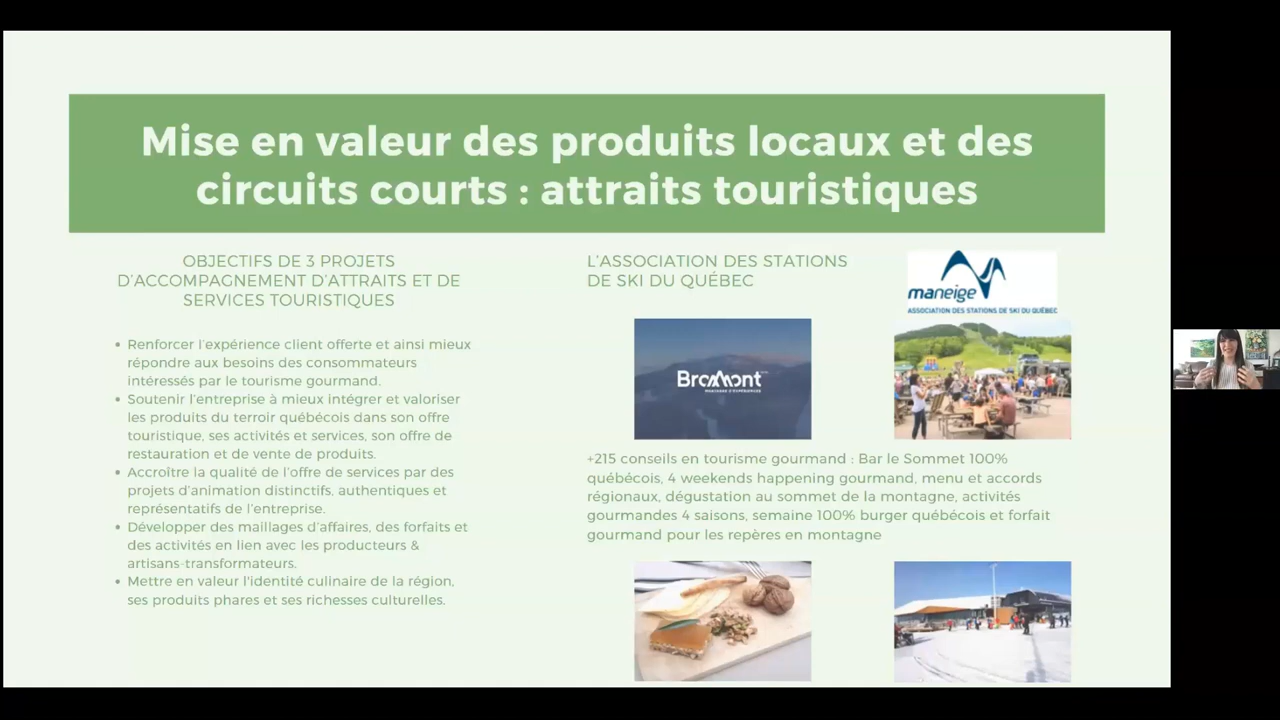 Mise en valeur des produits locaux et des
circuits courts : attraits touristiques
OBJECTIFS DE 3 PROJETS
D'ACCOMPAGNEMENT D'ATTRAITS ET DE
SERVICES TOURISTIQUES
• Renforcer l'expérience client offerte et ainsi mieux
répondre aux besoins des consommateurs
intéressés par le tourisme gourmand.
• Soutenir l'entreprise à mieux intégrer et valoriser
les produits du terroir québécois dans son offre
touristique, ses activités et services, son offre de
restauration et de vente de produits.
• Accroître la qualité de l'offre de services par des
projets d'animation distinctifs, authentiques et
représentatifs de l'entreprise.
• Développer des maillages d'affaires, des forfaits et
des activités en lien avec les producteurs &
artisans-transformateurs.
• Mettre en valeur l'identité culinaire de la région,
ses produits phares et ses richesses culturelles.
L'ASSOCIATION DES STATIONS
DE SKI DU QUÉBEC
maneige
ASSOCIATION DES STATIONS DE SKI DU QUÉBEC
Bromont
MONTAGNE D'EXPÉRIENCES
+215 conseils en tourisme gourmand : Bar le Sommet 100%
québécois, 4 weekends happening gourmand, menu et accords
régionaux, dégustation au sommet de la montagne, activités
gourmandes 4 saisons, semaine 100% burger québécois et forfait
gourmand pour les repères en montagne